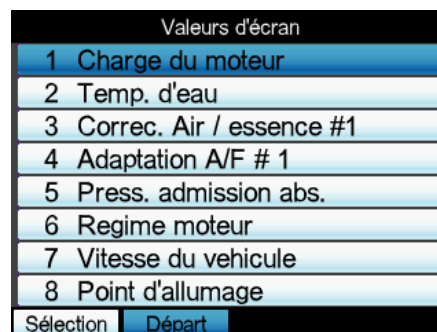 Valeurs d'écran
1 Charge du moteur
2 Temp. d'eau
3 Correc. Air / essence #1
4 Adaptation A/F # 1
5 Press. admission abs.
6 Regime moteur
7 Vitesse du vehicule
8 Point d'allumage
Sélection Départ